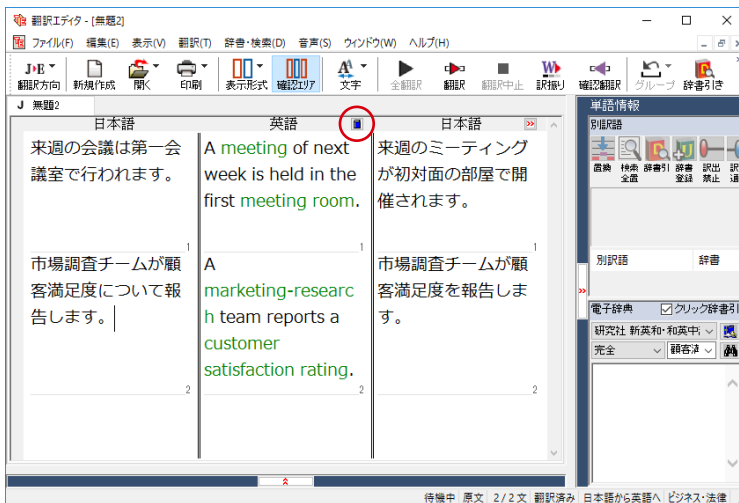 翻訳エディタ - [無題2]
ファイル(F) 編集(E) 表示(V) 翻訳(T) 辞書・検索(D) 音声(S) ウィンドウ(W) ヘルプ(H)
翻訳方向 新規作成 開く 印刷 表示形式 確認エリア 文字 全翻訳 翻訳 翻訳中止 訳振り 確認翻訳 グループ 辞書引き
J 無題2
日本語 英語 日本語
来週の会議は第一会
議室で行われます。
1
A meeting of next
week is held in the
first meeting room.
1
来週のミーティング
が初対面の部屋で開
催されます。
1
市場調査チームが顧
客満足度について報
告します。
2
A
marketing-researc
h team reports a
customer
satisfaction rating.
2
市場調査チームが顧
客満足度を報告しま
す。
2
単語情報
別訳語
置換 検索全置 辞書引 辞書登録 訳出禁止
別訳語 辞書
電子辞典 クリック辞書引
研究社 新英和・和英中
完全 顧客満
待機中 原文 2/2文 翻訳済み 日本語から英語へ ビジネス・法律